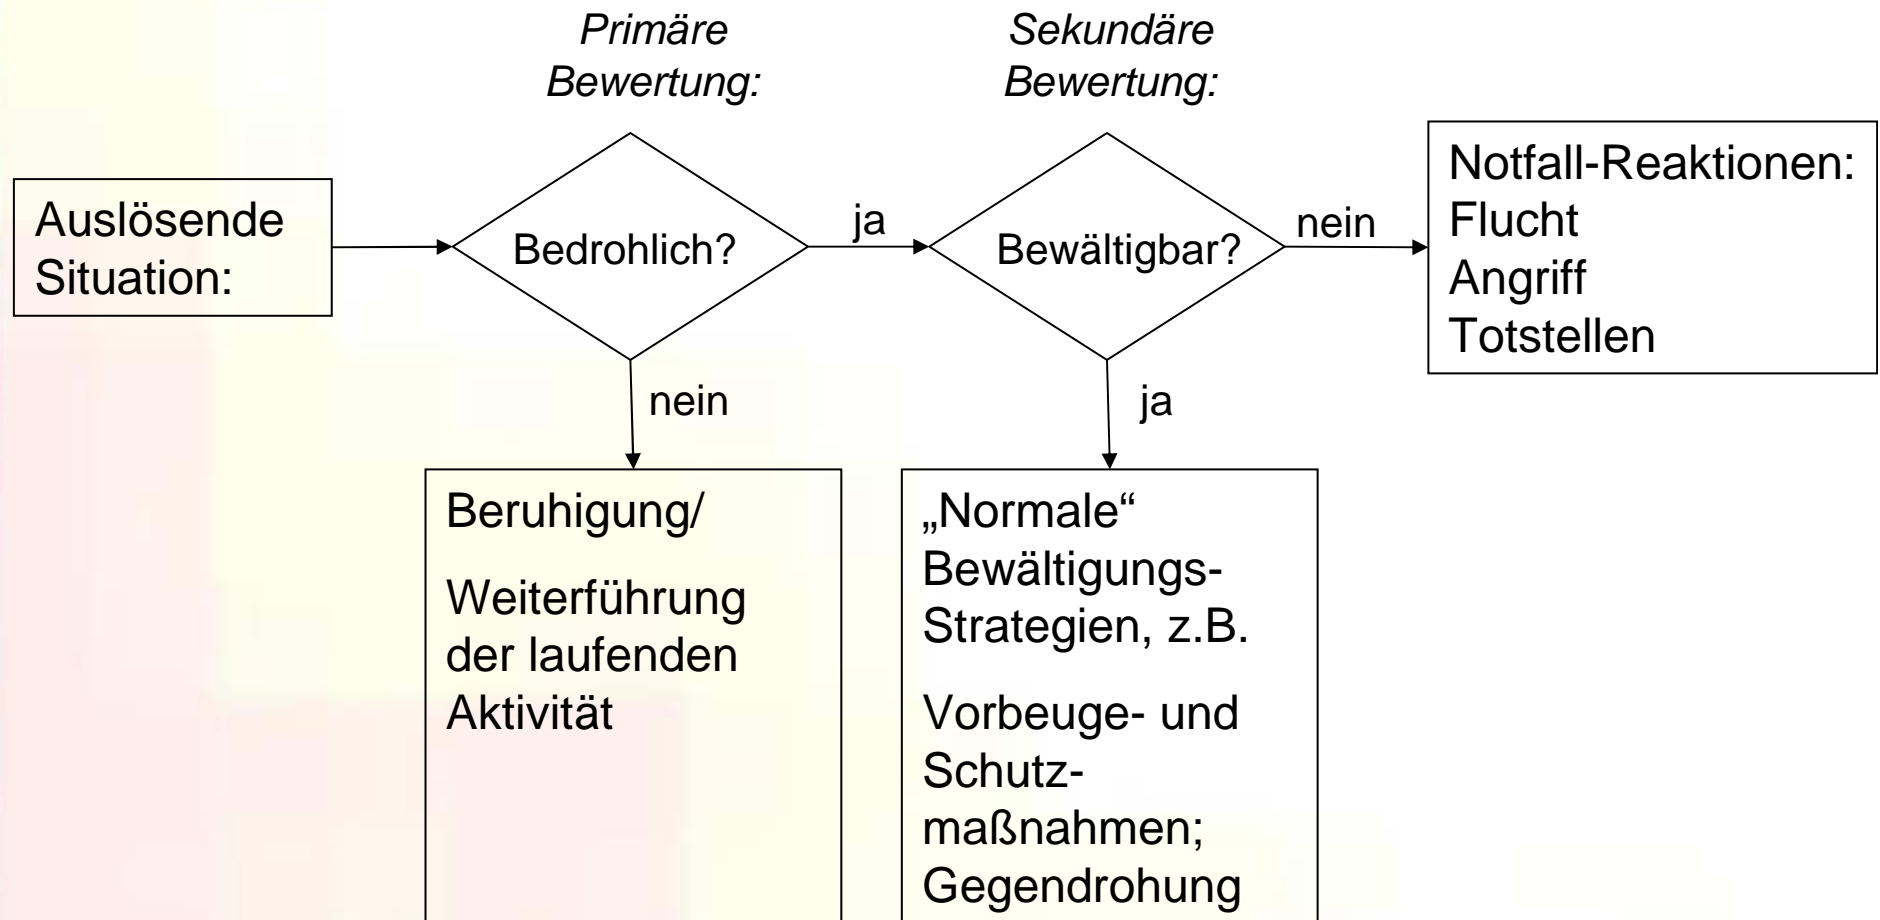 Primäre
Bewertung:
Sekundäre
Bewertung:
Auslösende
Situation:
Bedrohlich?
ja
Bewältigbar?
nein
Notfall-Reaktionen:
Flucht
Angriff
Totstellen
nein
ja
Beruhigung/
Weiterführung
der laufenden
Aktivität
„Normale“
Bewältigungs-
Strategien, z.B.
Vorbeuge- und
Schutz-
maßnahmen;
Gegendrohung